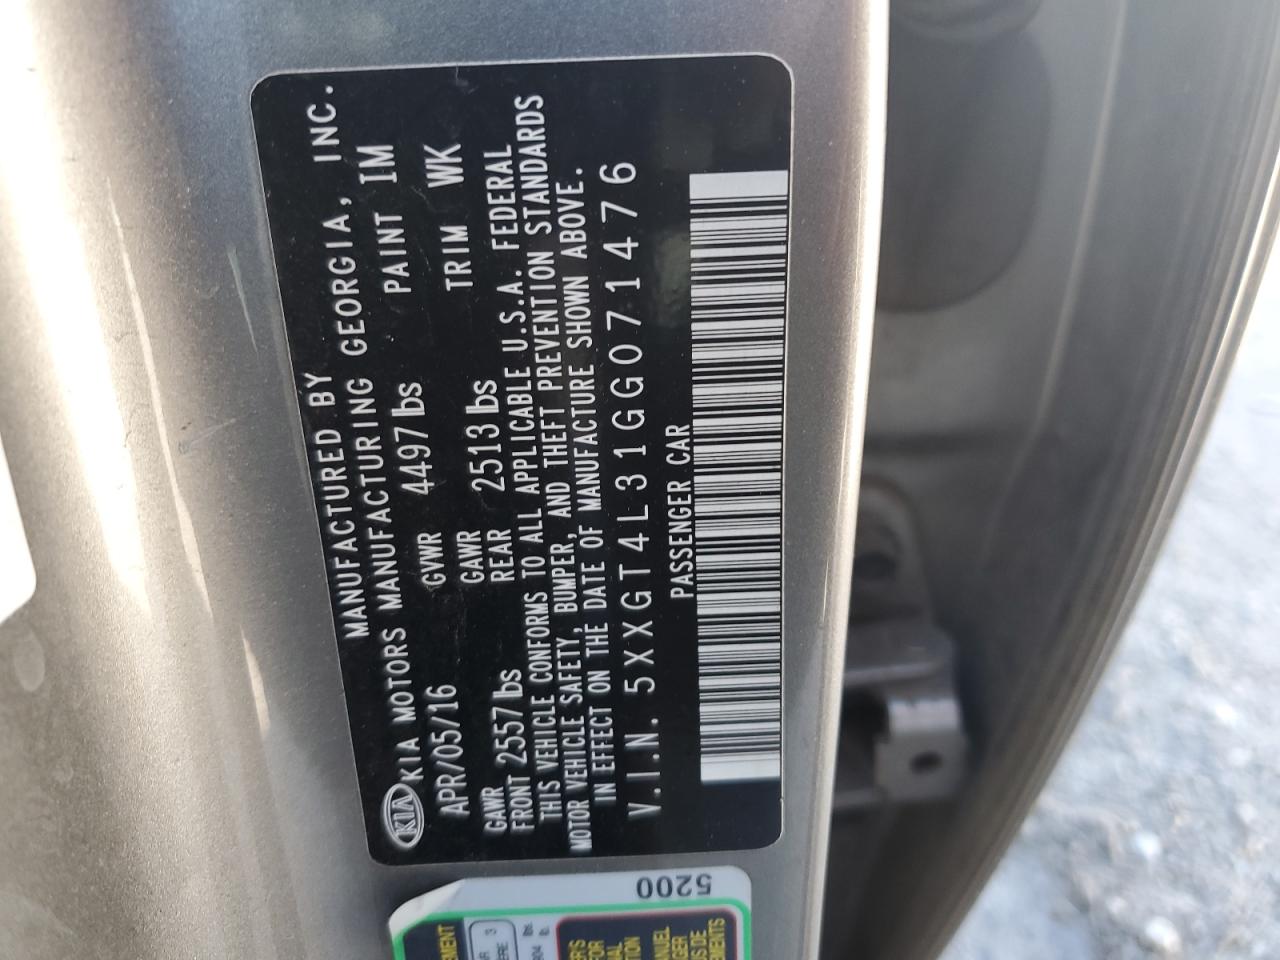 MANUFACTURED BY
KIA KIA MOTORS MANUFACTURING GEORGIA, INC.
APR/05/16 GVWR 4497 lbs PAINT IM
GAWR FRONT 2557 lbs GAWR REAR 2513 lbs TRIM WK
THIS VEHICLE CONFORMS TO ALL APPLICABLE U.S.A. FEDERAL
MOTOR VEHICLE SAFETY, BUMPER, AND THEFT PREVENTION STANDARDS
IN EFFECT ON THE DATE OF MANUFACTURE SHOWN ABOVE.
V.I.N. 5XXGT4L31GG071476
PASSENGER CAR
5200